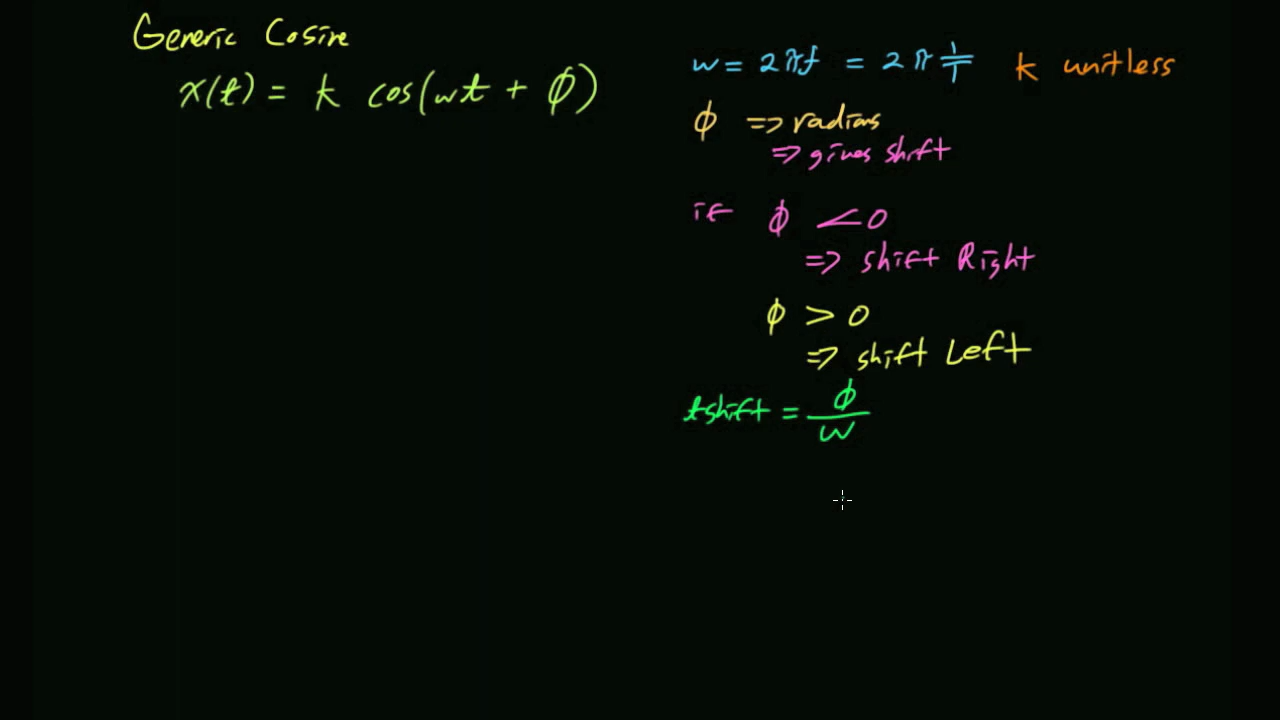 Generic Cosine
x(t) = k cos(wt + ϕ)
w = 2πf = 2π 1/T k unitless
ϕ => radians
=> gives shift
if ϕ < 0
=> shift Right
ϕ > 0
=> shift Left
tshift = ϕ/w